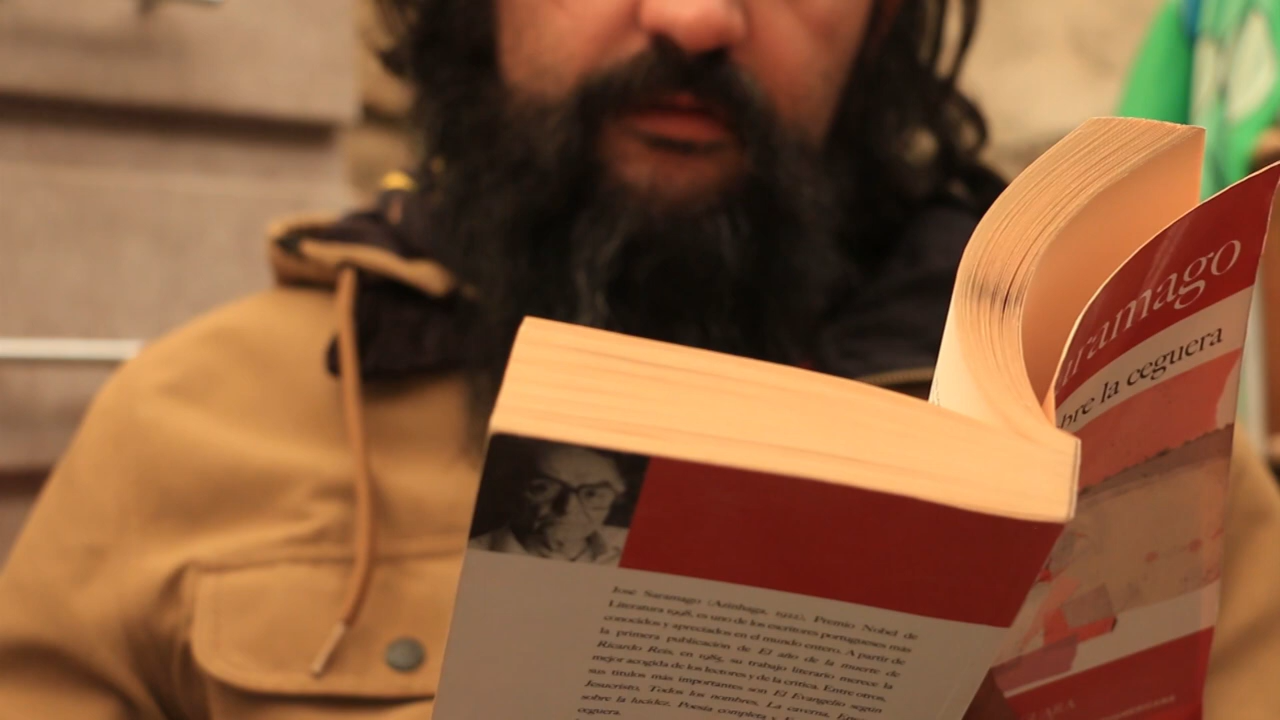 José Saramago (Azinhaga, 1922), Premio Nobel de
Literatura 1998, es uno de los escritores portugueses más
conocidos y apreciados en el mundo entero. A partir de
la primera publicación de El año de la muerte de
Ricardo Reis, en 1985, su trabajo literario merece la
mejor acogida de los lectores y de la crítica. Entre otros,
sus títulos más importantes son El Evangelio según
Jesucristo, Todos los nombres, La caverna,
sobre la lucidez, Poesía completa y
ceguera.
aramago
bre la ceguera